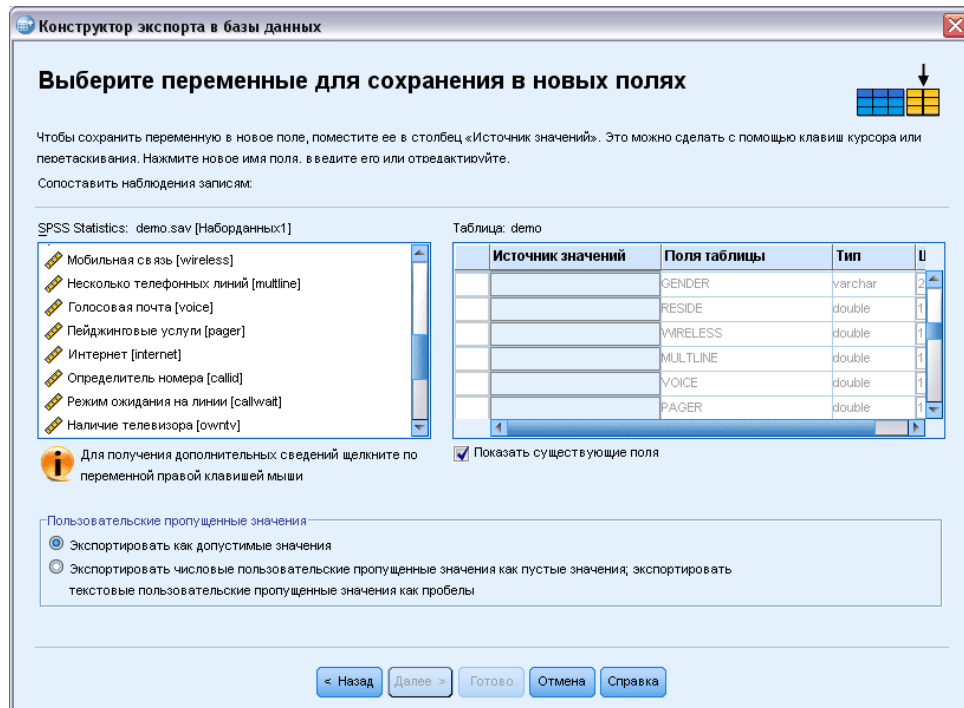 Конструктор экспорта в базы данных
Выберите переменные для сохранения в новых полях
Чтобы сохранить переменную в новое поле, поместите ее в столбец «Источник значений». Это можно сделать с помощью клавиш курсора или
перетаскивания. Нажмите новое имя поля, введите его или отредактируйте.
Сопоставить наблюдения записям:
SPSS Statistics: demo.sav [Наборданных1]
Мобильная связь [wireless]
Несколько телефонных линий [multline]
Голосовая почта [voice]
Пейджинговые услуги [pager]
Интернет [internet]
Определитель номера [callid]
Режим ожидания на линии [callwait]
Наличие телевизора [owntv]
Таблица: demo
Источник значений Поля таблицы Тип
GENDER varchar 2
RESIDE double 1
WIRELESS double 1
MULTLINE double 1
VOICE double 1
PAGER double 1
Для получения дополнительных сведений щелкните по
переменной правой клавишей мыши
Показать существующие поля
Пользовательские пропущенные значения
Экспортировать как допустимые значения
Экспортировать числовые пользовательские пропущенные значения как пустые значения; экспортировать
текстовые пользовательские пропущенные значения как пробелы
< Назад Далее > Готово Отмена Справка